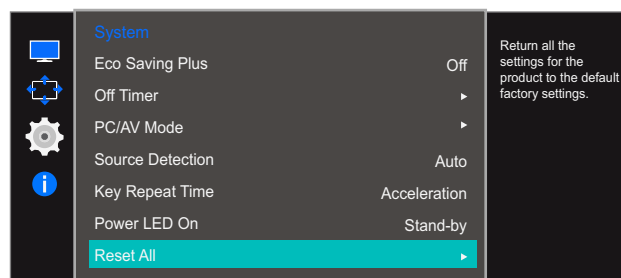 System
Eco Saving Plus Off
Off Timer
PC/AV Mode
Source Detection Auto
Key Repeat Time Acceleration
Power LED On Stand-by
Reset All
Return all the
settings for the
product to the default
factory settings.